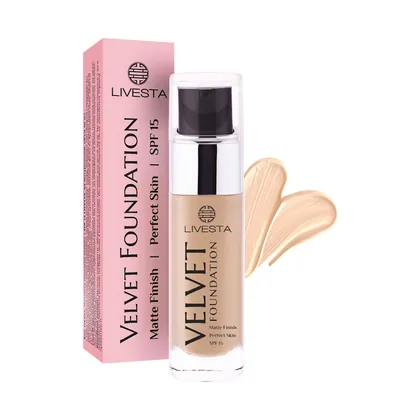 LIVESTA
VELVET FOUNDATION
Matte Finish | Perfect Skin | SPF 15
LIVESTA
VELVET
FOUNDATION
Matte Finish
Perfect Skin
SPF 15